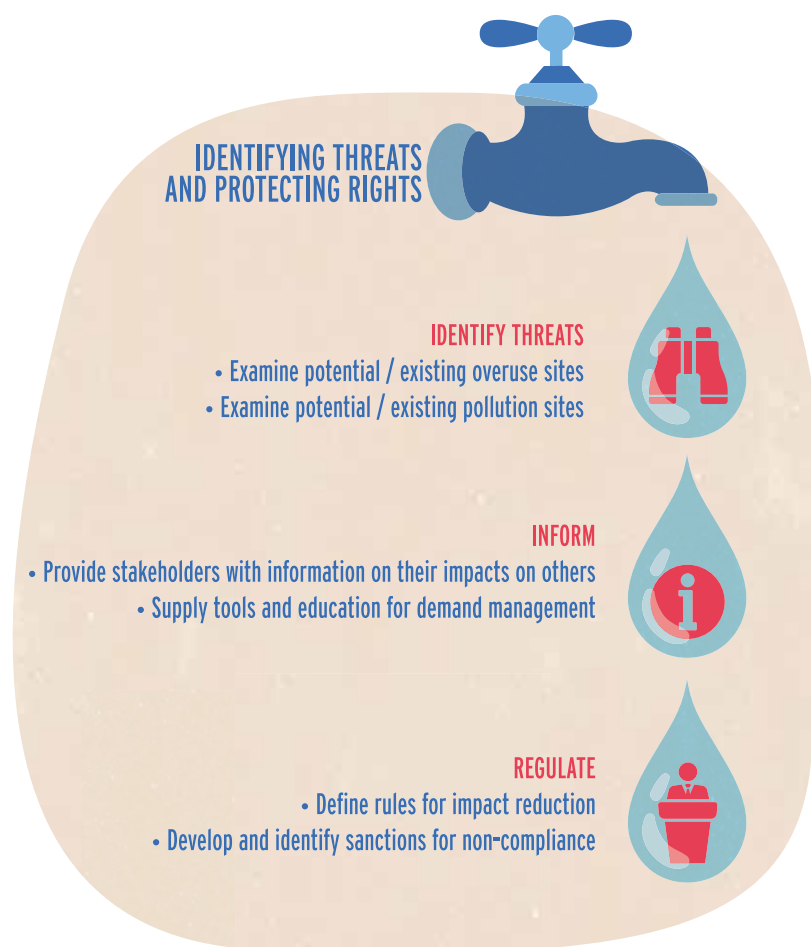 IDENTIFYING THREATS
AND PROTECTING RIGHTS
IDENTIFY THREATS
• Examine potential / existing overuse sites
• Examine potential / existing pollution sites
INFORM
• Provide stakeholders with information on their impacts on others
• Supply tools and education for demand management
REGULATE
• Define rules for impact reduction
• Develop and identify sanctions for non-compliance